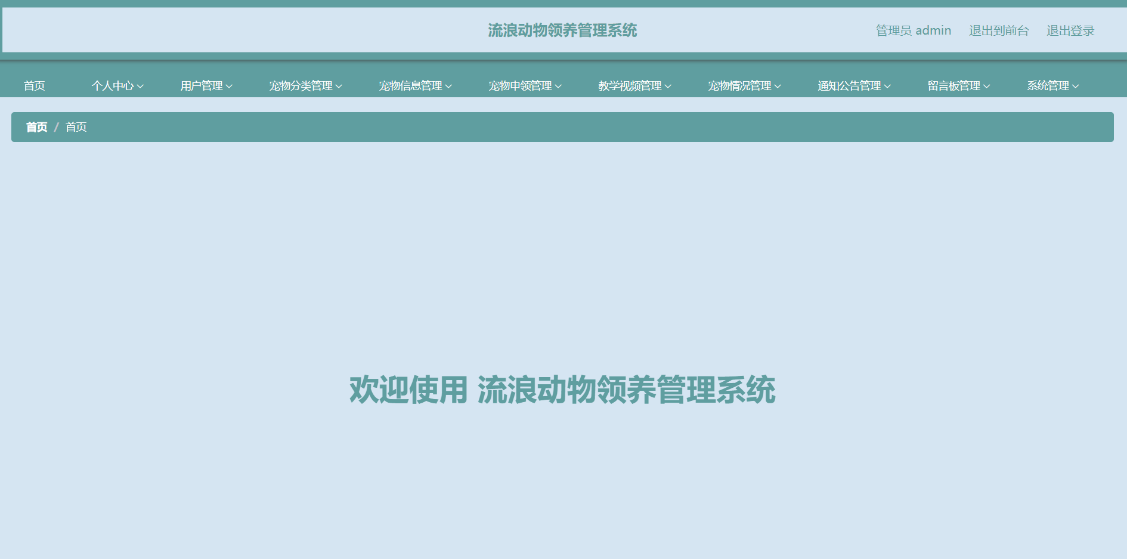 流浪动物领养管理系统 管理员 admin 退出到前台 退出登录
首页 个人中心 用户管理 宠物分类管理 宠物信息管理 宠物申领管理 教学视频管理 宠物情况管理 通知公告管理 留言板管理 系统管理
首页 / 首页
欢迎使用 流浪动物领养管理系统